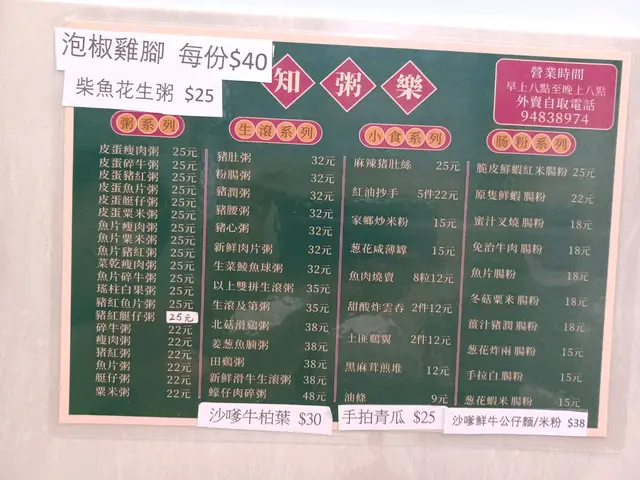 泡椒雞腳 每份$40
柴魚花生粥 $25
知粥樂
營業時間
早上八點至晚上八點
外賣自取電話
94838974
粥系列
皮蛋瘦肉粥 25元
皮蛋碎牛粥 25元
皮蛋豬紅粥 25元
皮蛋魚片粥 25元
皮蛋艇仔粥 25元
皮蛋粟米粥 25元
魚片瘦肉粥 25元
魚片粟米粥 25元
魚片豬紅粥 25元
菜乾瘦肉粥 25元
魚片碎牛粥 25元
瑤柱白果粥 25元
豬紅魚片粥 25元
豬紅艇仔粥 25元
碎牛粥 22元
瘦肉粥 22元
豬紅粥 22元
魚片粥 22元
艇仔粥 22元
粟米粥 22元
生滾系列
豬肚粥 32元
粉腸粥 32元
豬潤粥 32元
豬腰粥 32元
豬心粥 32元
新鮮肉片粥 32元
生菜鯪魚球粥 32元
以上雙拼生滾粥 35元
生滾及第粥 35元
北菇滑鷄粥 38元
姜葱魚腩粥 38元
田鷄粥 38元
新鮮滑牛生滾粥 38元
蠔仔肉碎粥 48元
小食系列
麻辣猪肚絲 25元
紅油抄手 5件22元
家鄉炒米粉 15元
葱花咸薄罉 15元
魚肉燒賣 8粒12元
甜酸炸雲吞 2件12元
土匪鷄翼 2件12元
黑麻茸煎堆 12元
油條 9元
肠粉系列
脆皮鮮蝦紅米腸粉 25元
原隻鮮蝦腸粉 22元
蜜汁叉燒腸粉 18元
免治牛肉腸粉 18元
魚片腸粉 18元
冬菇粟米腸粉 18元
薑汁豬潤腸粉 18元
葱花炸兩腸粉 15元
手拉白腸粉 15元
葱花蝦米腸粉 15元
沙嗲牛柏葉 $30
手拍青瓜 $25
沙嗲鮮牛公仔麵/米粉 $38